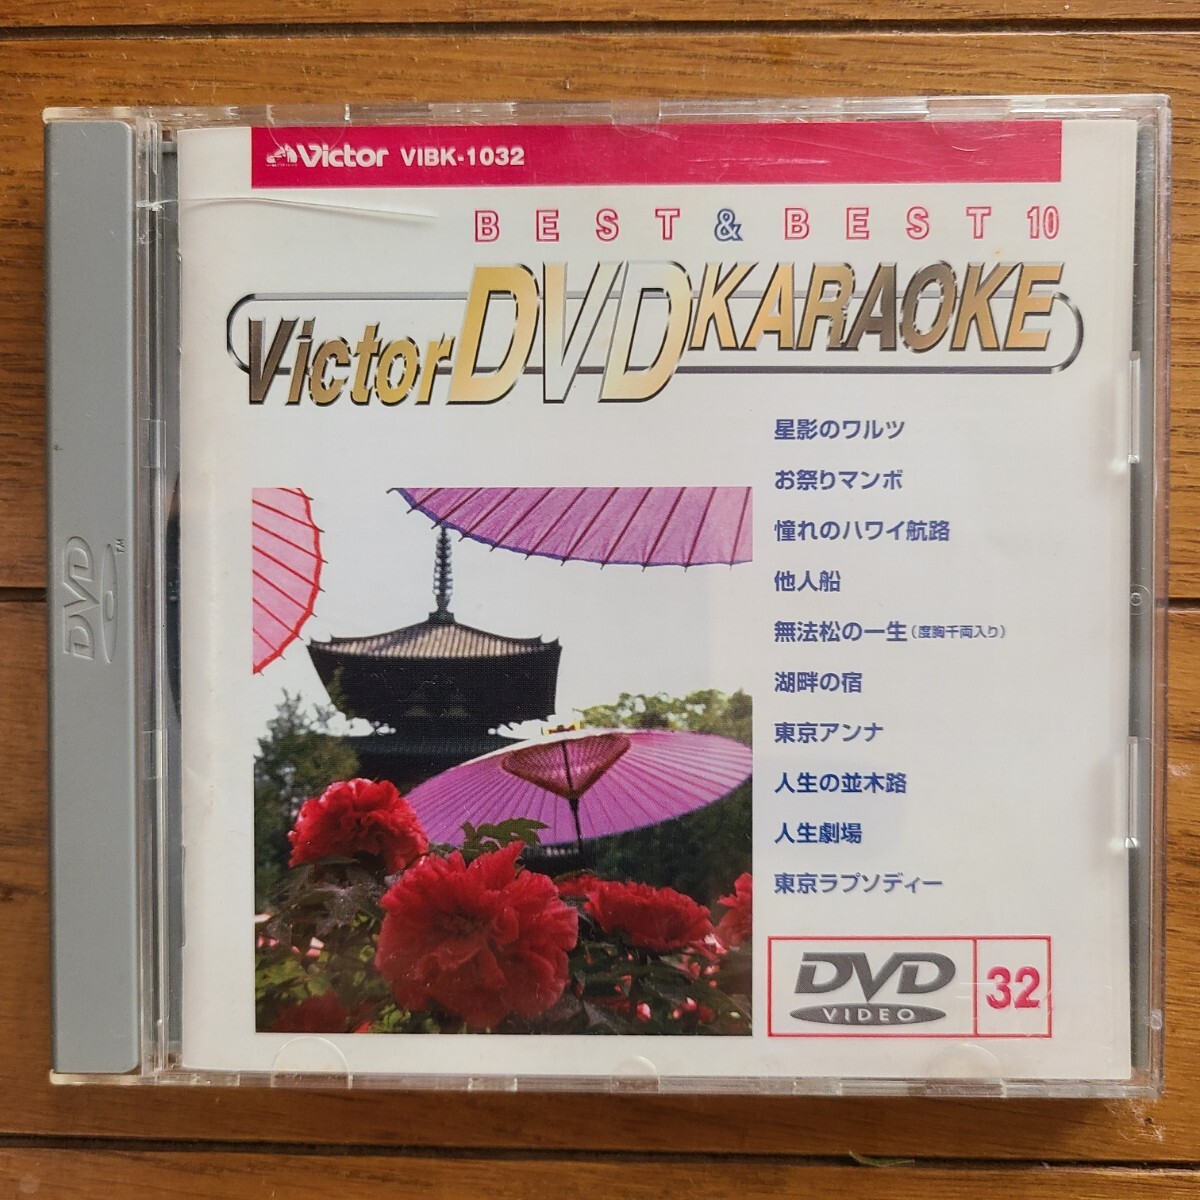 Victor VIBK-1032
BEST & BEST 10
Victor DVD KARAOKE
星影のワルツ
お祭りマンボ
憧れのハワイ航路
他人船
無法松の一生(度胸千両入り)
湖畔の宿
東京アンナ
人生の並木路
人生劇場
東京ラプソディー
DVD
VIDEO
32
DVD
TM